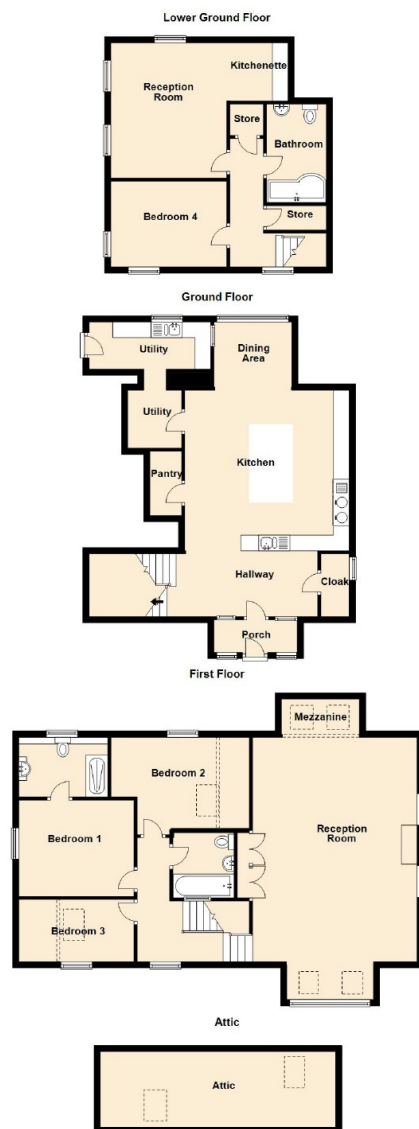 Lower Ground Floor
Kitchenette
Reception
Room
Store
Bathroom
Bedroom 4
Store
Ground Floor
Utility
Dining
Area
Utility
Pantry
Kitchen
Hallway
Cloak
Porch
First Floor
Mezzanine
Bedroom 2
Bedroom 1
Reception
Room
Bedroom 3
Attic
Attic